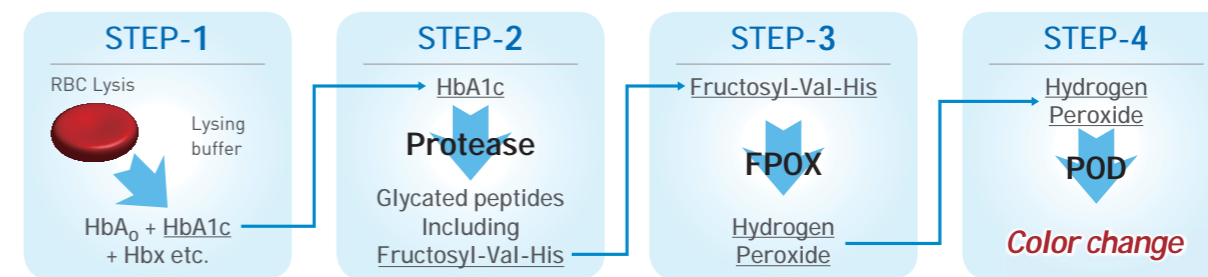 STEP-1
RBC Lysis
Lysing
buffer
HbA₀ + HbA1c
+ Hbx etc.
STEP-2
HbA1c
Protease
Glycated peptides
Including
Fructosyl-Val-His
STEP-3
Fructosyl-Val-His
FPOX
Hydrogen
Peroxide
STEP-4
Hydrogen
Peroxide
POD
Color change